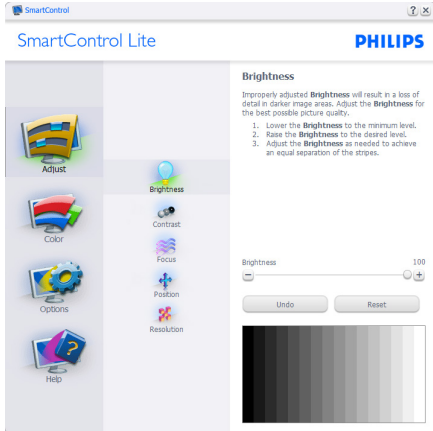 SmartControl
SmartControl Lite
PHILIPS
Adjust
Color
Options
Help
Brightness
Contrast
Focus
Position
Resolution
Brightness
Improperly adjusted Brightness will result in a loss of
detail in darker image areas. Adjust the Brightness for
the best possible picture quality.
1. Lower the Brightness to the minimum level.
2. Raise the Brightness to the desired level.
3. Adjust the Brightness as needed to achieve
an equal separation of the stripes.
Brightness 100
Undo Reset